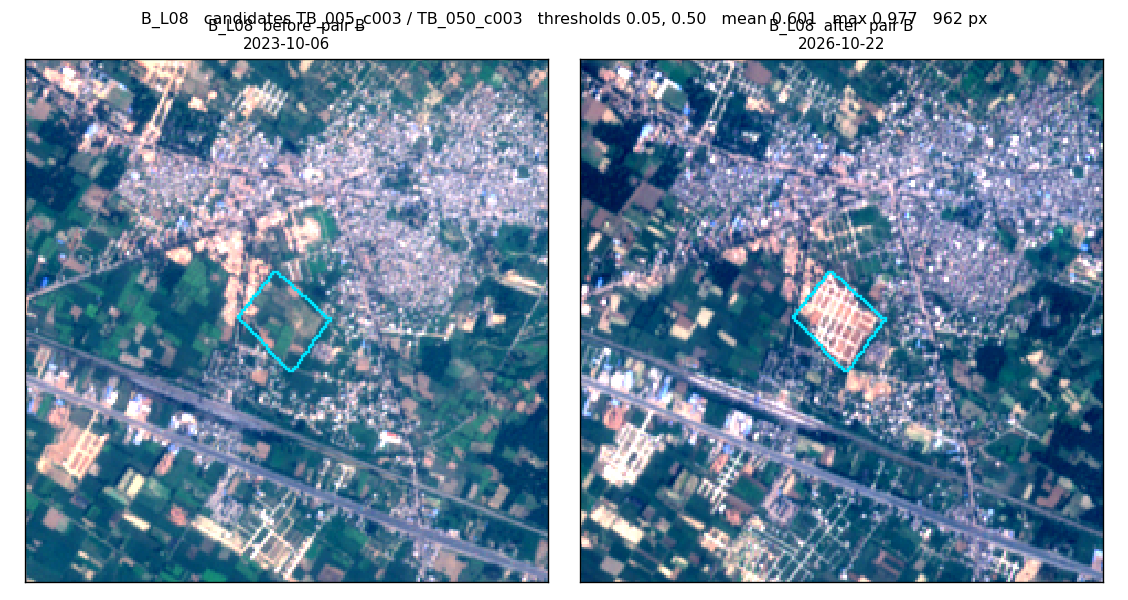 B_L08 candidates TB_005_c003 / TB_050_c003 thresholds 0.05, 0.50 mean 0.601 max 0.977 962 px
B_L08 before pair B
2023-10-06
B_L08 after pair B
2026-10-22